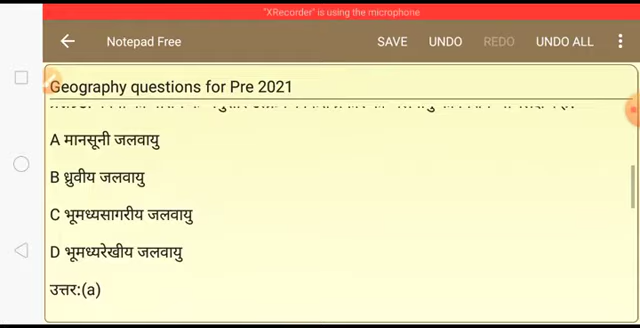 "XRecorder" is using the microphone
Notepad Free SAVE UNDO REDO UNDO ALL
Geography questions for Pre 2021
A मानसूनी जलवायु
B ध्रुवीय जलवायु
C भूमध्यसागरीय जलवायु
D भूमध्यरेखीय जलवायु
उत्तर:(a)